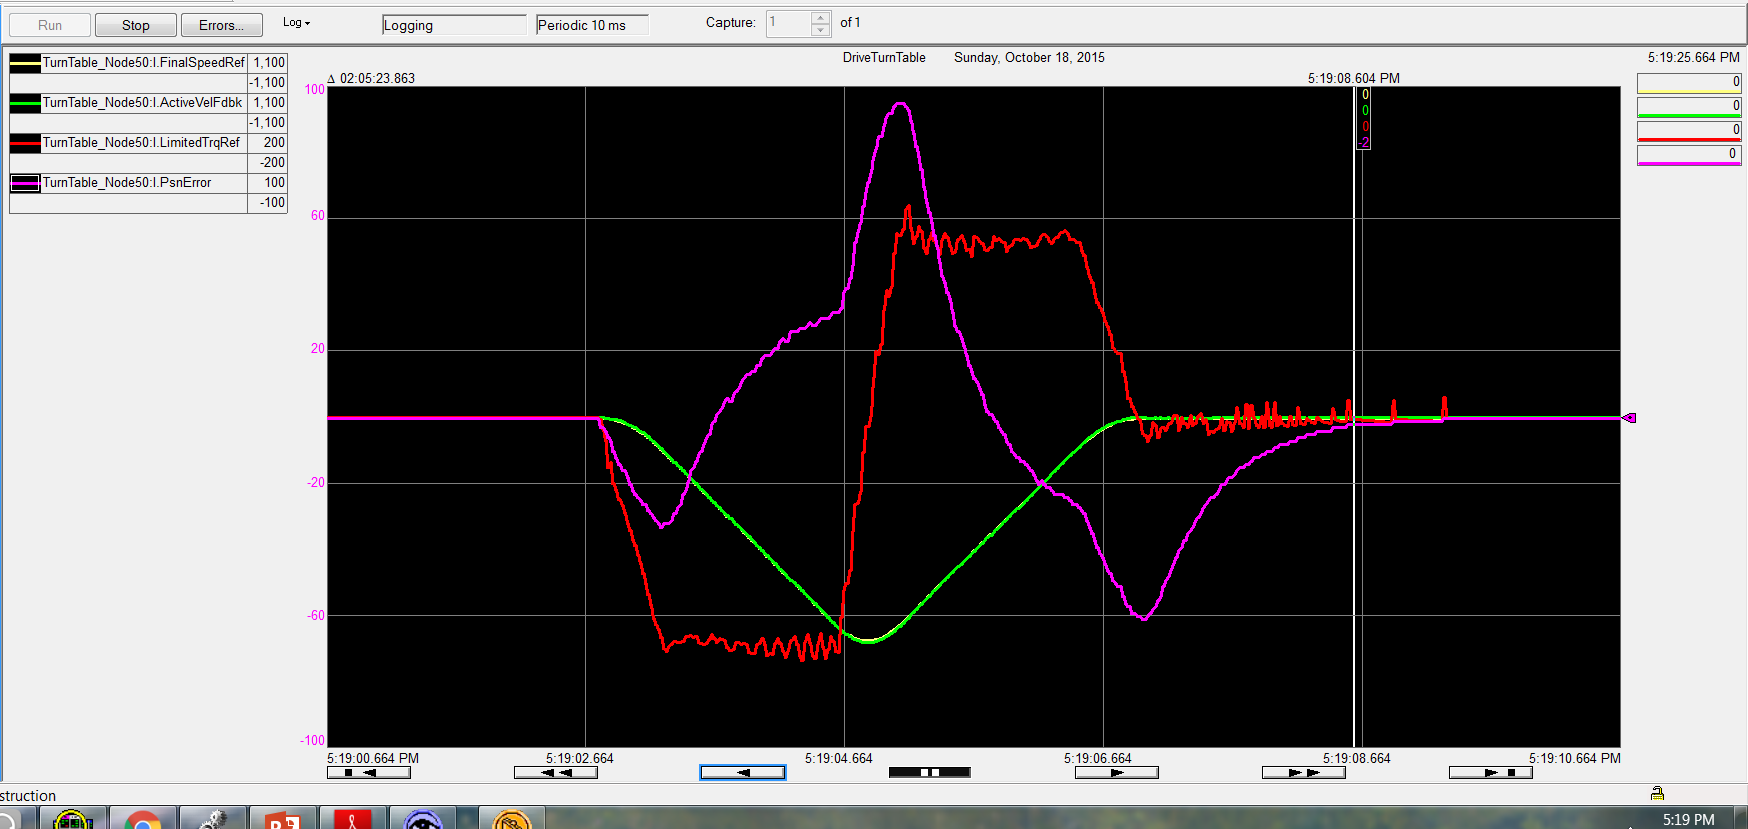 Run Stop Errors... Log Logging Periodic 10 ms Capture: 1 of 1
DriveTurnTable Sunday, October 18, 2015 5:19:25.664 PM
TurnTable_Node50:I.FinalSpeedRef 1,100
-1,100
TurnTable_Node50:I.ActiveVelFdbk 1,100
-1,100
TurnTable_Node50:I.LimitedTrqRef 200
-200
TurnTable_Node50:I.PsnError 100
-100
Δ 02:05:23.863 5:19:08.604 PM
100
60
20
-20
-60
-100
0
0
0
-2
0
0
0
0
5:19:00.664 PM 5:19:02.664 5:19:04.664 5:19:06.664 5:19:08.664 5:19:10.664 PM
struction
5:19 PM